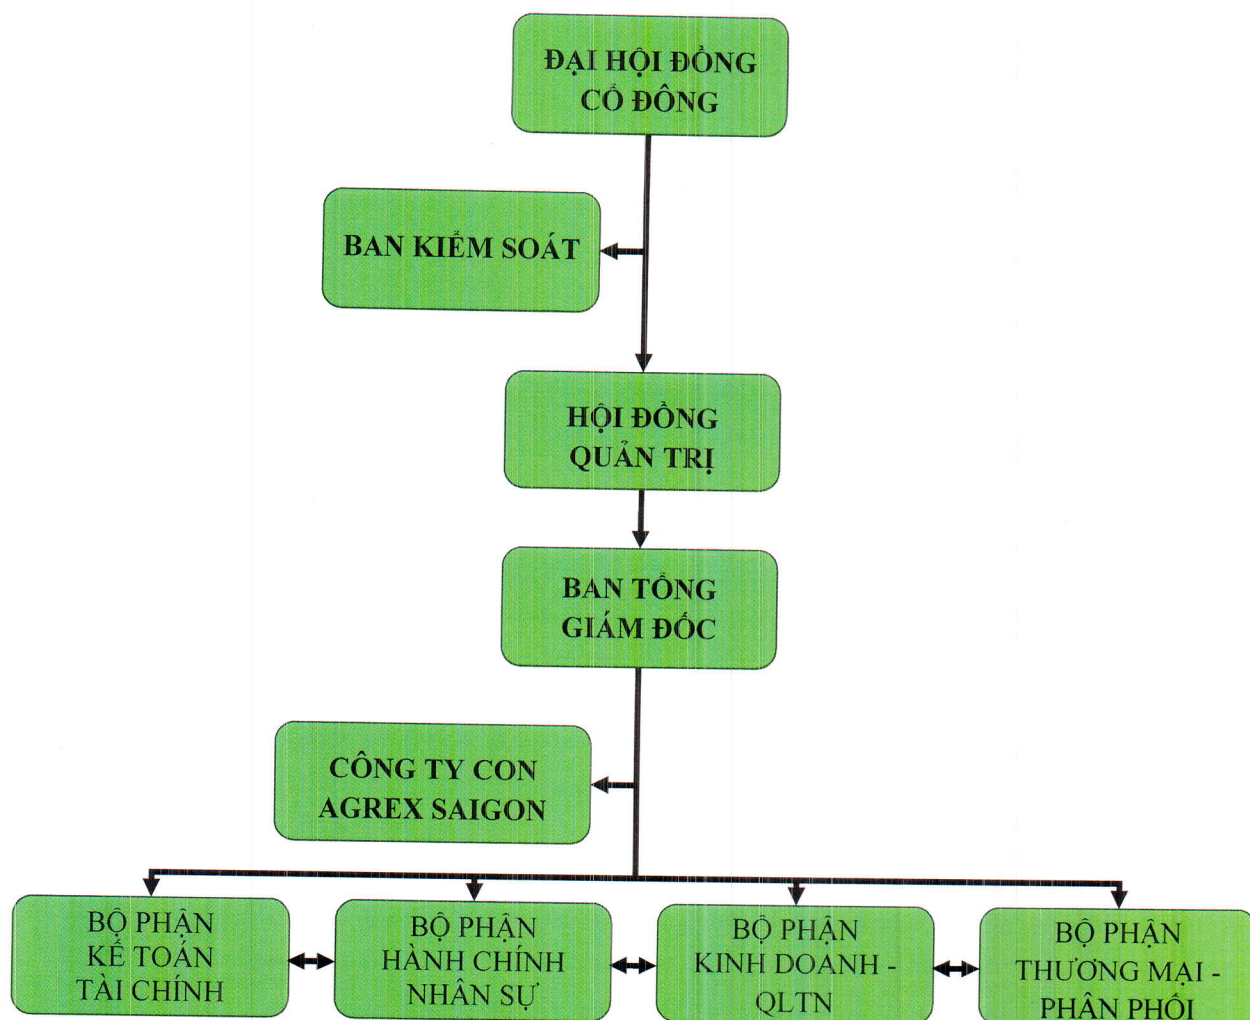 ĐẠI HỘI ĐỒNG
CỔ ĐÔNG
BAN KIỂM SOÁT
HỘI ĐỒNG
QUẢN TRỊ
BAN TỔNG
GIÁM ĐỐC
CÔNG TY CON
AGREX SAIGON
BỘ PHẬN
KẾ TOÁN
TÀI CHÍNH
BỘ PHẬN
HÀNH CHÍNH
NHÂN SỰ
BỘ PHẬN
KINH DOANH -
QLTN
BỘ PHẬN
THƯƠNG MẠI -
PHÂN PHỐI